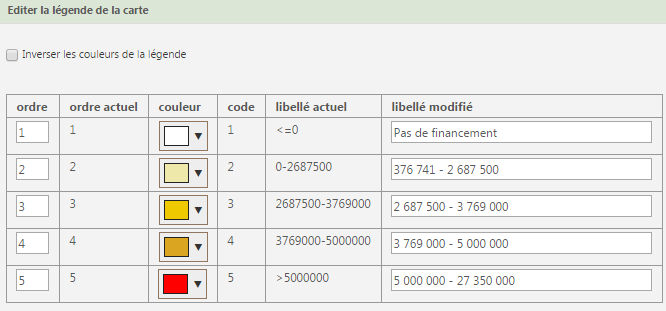 Editer la légende de la carte
Inverser les couleurs de la légende
ordre ordre actuel couleur code libellé actuel libellé modifié
1 1 1 <=0 Pas de financement
2 2 2 0-2687500 376 741 - 2 687 500
3 3 3 2687500-3769000 2 687 500 - 3 769 000
4 4 4 3769000-5000000 3 769 000 - 5 000 000
5 5 5 >5000000 5 000 000 - 27 350 000